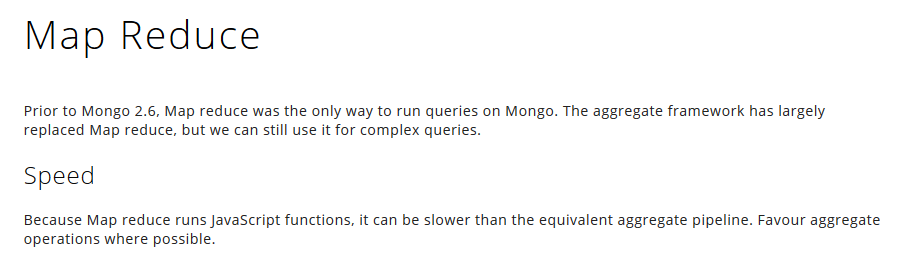 Map Reduce
Prior to Mongo 2.6, Map reduce was the only way to run queries on Mongo. The aggregate framework has largely
replaced Map reduce, but we can still use it for complex queries.
Speed
Because Map reduce runs JavaScript functions, it can be slower than the equivalent aggregate pipeline. Favour aggregate
operations where possible.